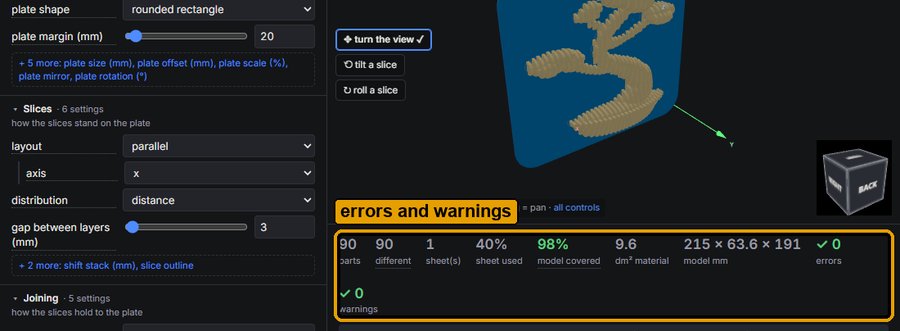 plate shape
rounded rectangle
plate margin (mm)
20
+ 5 more: plate size (mm), plate offset (mm), plate scale (%),
plate mirror, plate rotation (°)
Slices · 6 settings
how the slices stand on the plate
layout
parallel
axis
x
distribution
distance
gap between layers
(mm)
3
+ 2 more: shift stack (mm), slice outline
Joining · 5 settings
how the slices hold to the plate
✥ turn the view ✓
⟲ tilt a slice
↻ roll a slice
Y
BACK
errors and warnings
= pan · all controls
90 90 1 40% 98% 9.6 215 × 63.6 × 191 ✓ 0
parts different sheet(s) sheet used model covered dm² material model mm errors
✓ 0
warnings